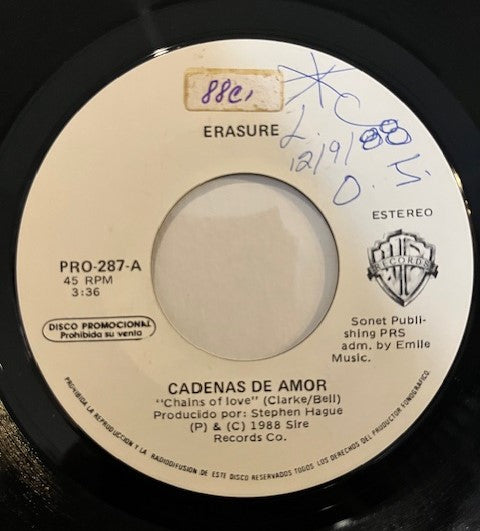 88c,
ERASURE
L. C
12/9/88
O. S.
ESTEREO
PRO-287-A
45 RPM
3:36
RECORDS
DISCO PROMOCIONAL
Prohibida su venta
Sonet Publi-
shing PRS
adm. by Emile
Music.
CADENAS DE AMOR
"Chains of love" (Clarke/Bell)
Producido por: Stephen Hague
(P) & (C) 1988 Sire
Records Co.
PROHIBIDA LA REPRODUCCION Y LA RADIODIFUSION DE ESTE DISCO RESERVADOS TODOS LOS DERECHOS DEL PRODUCTOR FONOGRAFICO.